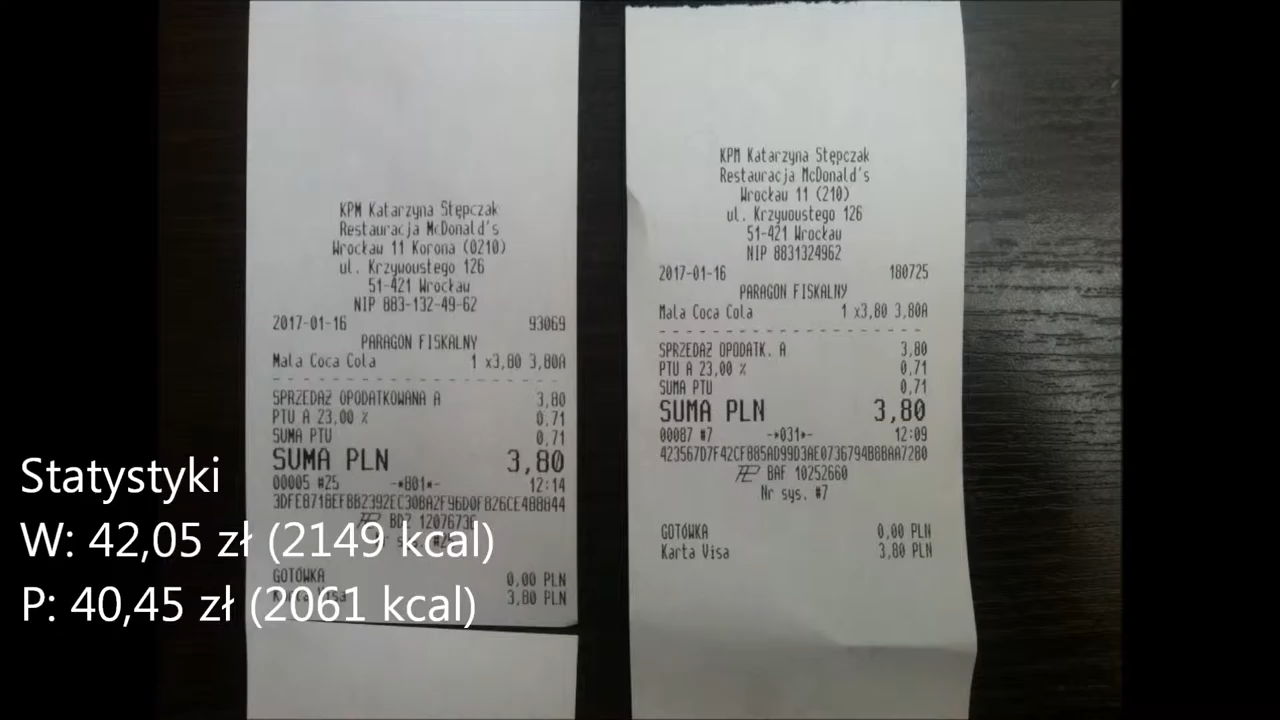 KPM Katarzyna Stępczak
Restauracja McDonald's
Wrocław 11 Korona (0210)
ul. Krzywoustego 126
51-421 Wrocław
NIP 883-132-49-62
2017-01-16 93069
PARAGON FISKALNY
Mala Coca Cola 1 x3,80 3,80A
SPRZEDAŻ OPODATKOWANA A 3,80
PTU A 23,00 % 0,71
SUMA PTU 0,71
SUMA PLN 3,80
00005 #25 -*801*- 12:14
BDZ
GOTÓWKA 0,00 PLN
3,80 PLN
KPM Katarzyna Stępczak
Restauracja McDonald's
Wrocław 11 (210)
ul. Krzywoustego 126
51-421 Wrocław
NIP 8831324962
2017-01-16 180725
PARAGON FISKALNY
Mala Coca Cola 1 x3,80 3,80A
SPRZEDAŻ OPODATK. A 3,80
PTU A 23,00 % 0,71
SUMA PTU 0,71
SUMA PLN 3,80
00087 #7 -*031*- 12:09
423567D7F42CF885AD99D3AE0736794B8BAA7280
BAF 10252660
Nr sys. #7
GOTÓWKA 0,00 PLN
Karta Visa 3,80 PLN
Statystyki
W: 42,05 zł (2149 kcal)
P: 40,45 zł (2061 kcal)